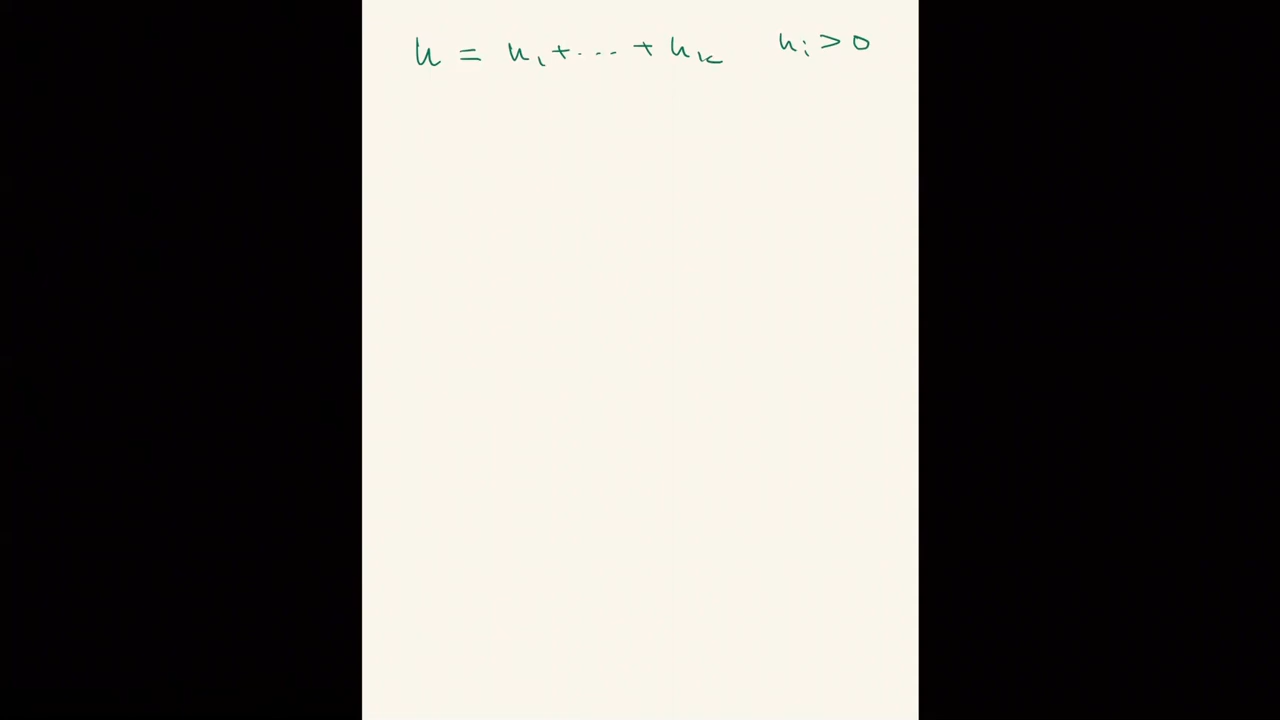 n = n₁ + ... + nₖ   nᵢ > 0